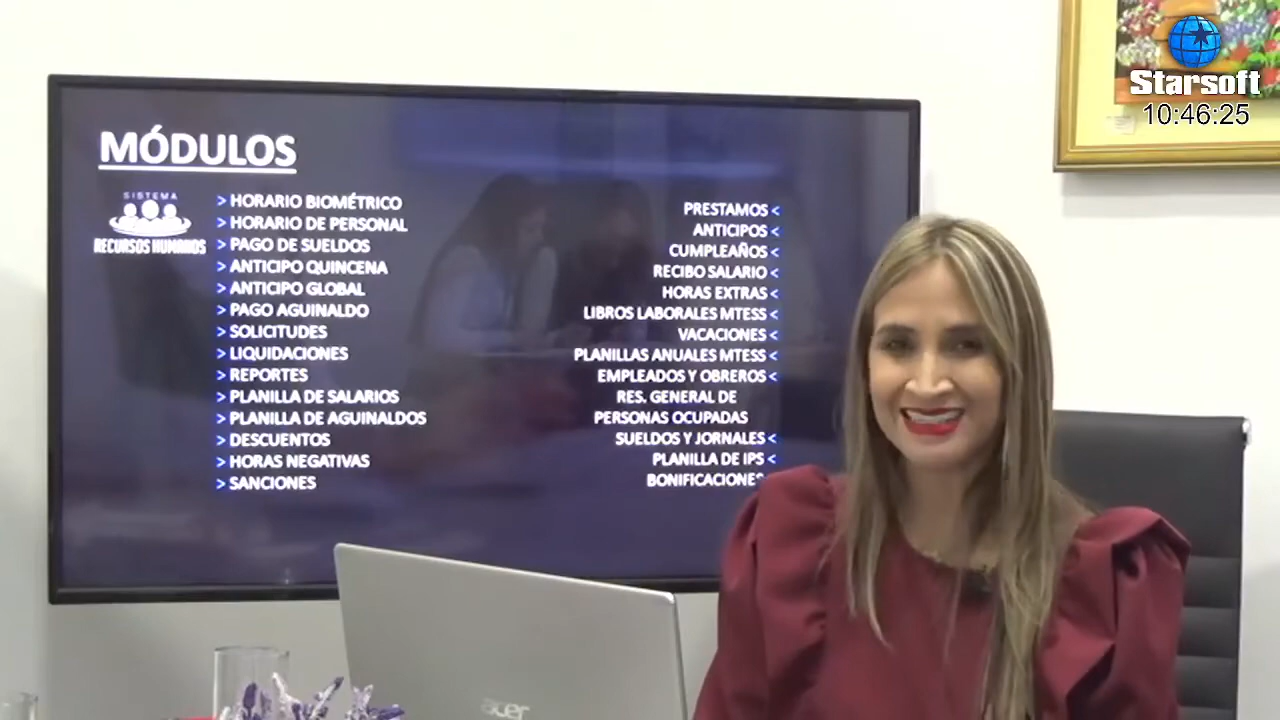 Starsoft
10:46:25
MÓDULOS
SISTEMA
RECURSOS HUMANOS
> HORARIO BIOMÉTRICO
> HORARIO DE PERSONAL
> PAGO DE SUELDOS
> ANTICIPO QUINCENA
> ANTICIPO GLOBAL
> PAGO AGUINALDO
> SOLICITUDES
> LIQUIDACIONES
> REPORTES
> PLANILLA DE SALARIOS
> PLANILLA DE AGUINALDOS
> DESCUENTOS
> HORAS NEGATIVAS
> SANCIONES
PRESTAMOS <
ANTICIPOS <
CUMPLEAÑOS <
RECIBO SALARIO <
HORAS EXTRAS <
LIBROS LABORALES MTESS <
VACACIONES <
PLANILLAS ANUALES MTESS <
EMPLEADOS Y OBREROS <
RES. GENERAL DE
PERSONAS OCUPADAS
SUELDOS Y JORNALES <
PLANILLA DE IPS <
BONIFICACIONES
acer